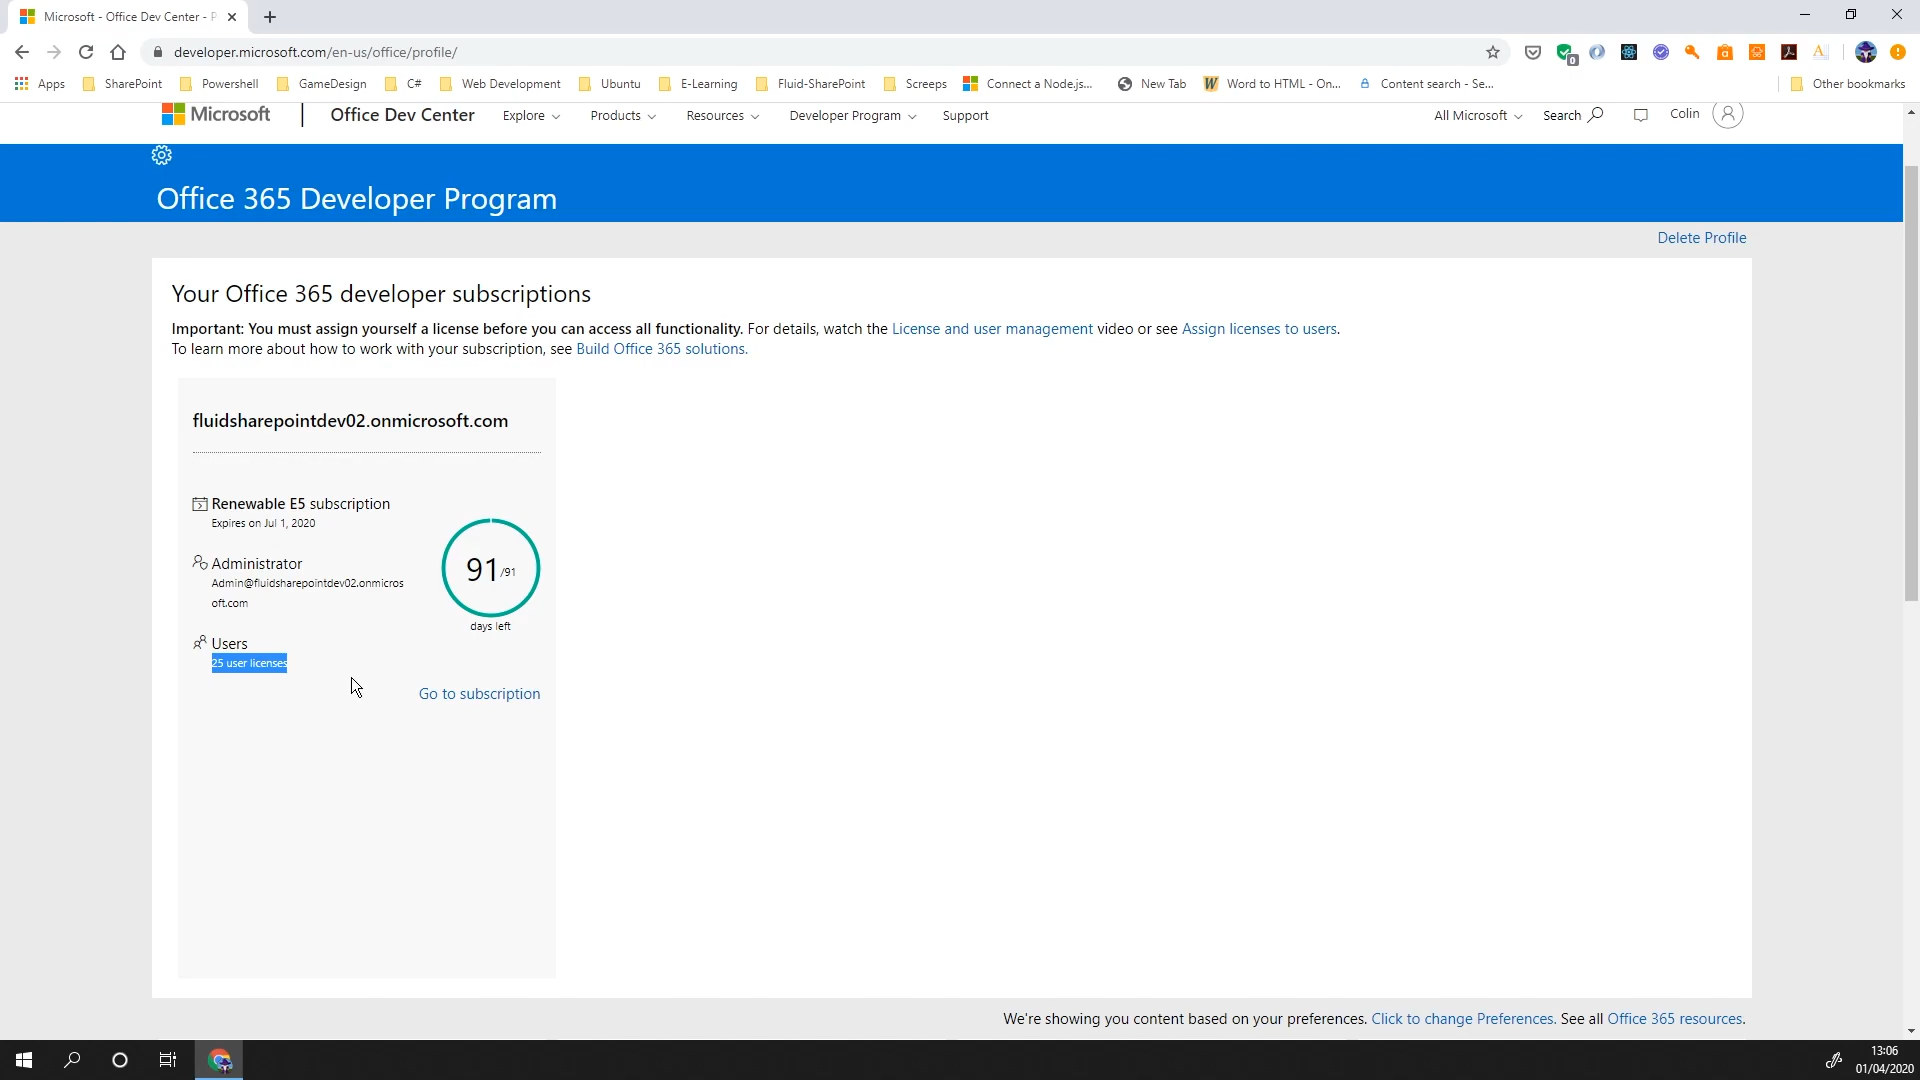 Microsoft - Office Dev Center - P
developer.microsoft.com/en-us/office/profile/
0
Apps SharePoint Powershell GameDesign C# Web Development Ubuntu E-Learning Fluid-SharePoint Screeps Connect a Node.js... New Tab Word to HTML - On... Content search - Se... Other bookmarks
Microsoft Office Dev Center Explore Products Resources Developer Program Support All Microsoft Search Colin
Office 365 Developer Program
Delete Profile
Your Office 365 developer subscriptions
Important: You must assign yourself a license before you can access all functionality. For details, watch the License and user management video or see Assign licenses to users.
To learn more about how to work with your subscription, see Build Office 365 solutions.
fluidsharepointdev02.onmicrosoft.com
Renewable E5 subscription
Expires on Jul 1, 2020
Administrator
Admin@fluidsharepointdev02.onmicros
oft.com
91/91
days left
Users
25 user licenses
Go to subscription
We're showing you content based on your preferences. Click to change Preferences. See all Office 365 resources.
13:06
01/04/2020